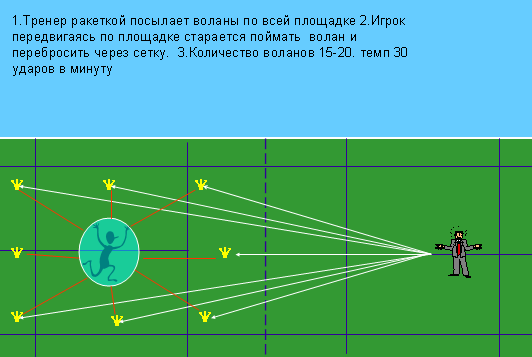 1.Тренер ракеткой посылает воланы по всей площадке 2.Игрок
передвигаясь по площадке старается поймать волан и
перебросить через сетку. 3.Количество воланов 15-20. темп 30
ударов в минуту